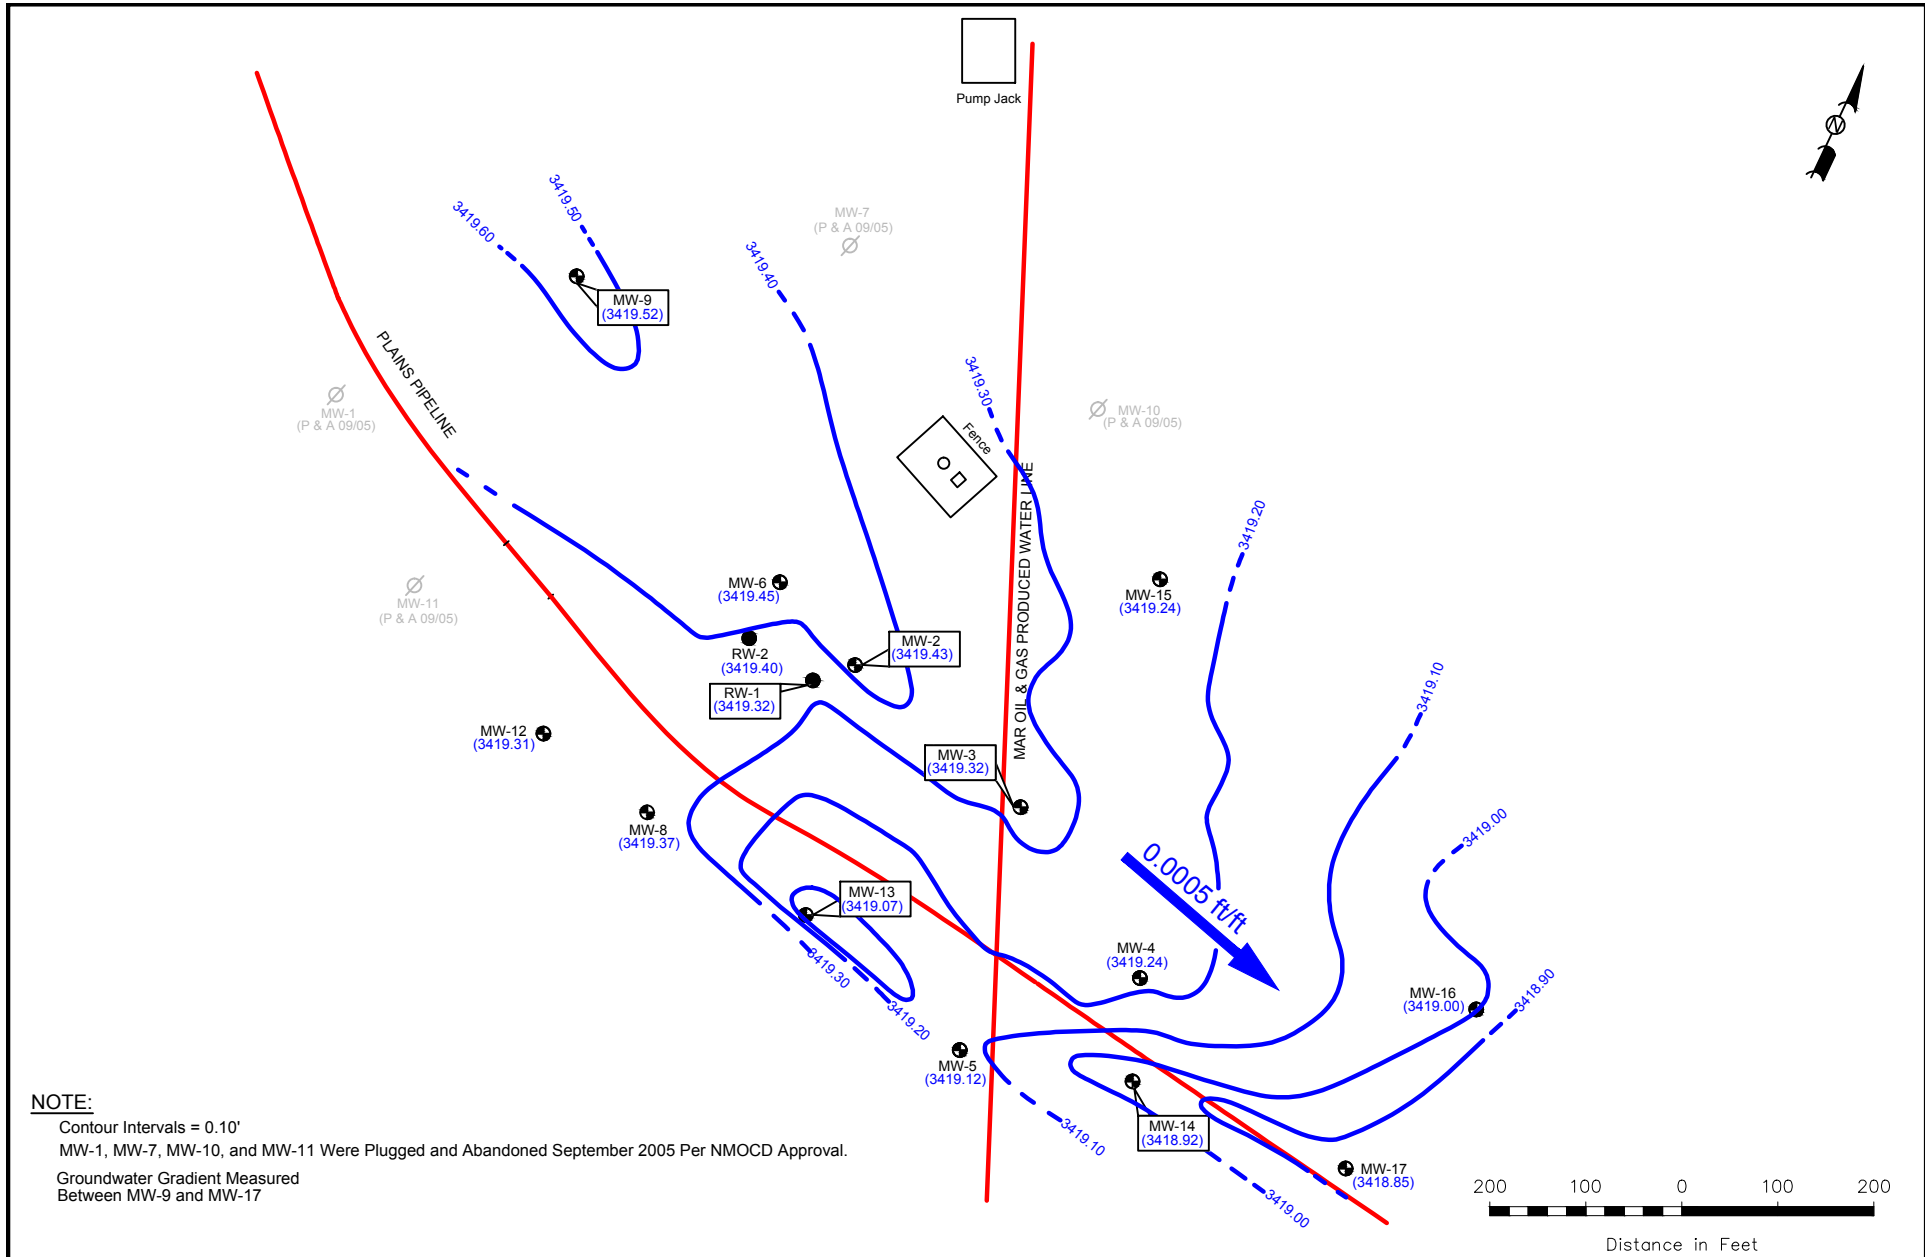 Pump Jack
N
3419.60
3419.50
MW-7
(P & A 09/05)
3419.40
MW-9
(3419.52)
PLAINS PIPELINE
MW-1
(P & A 09/05)
3419.30
MW-10
(P & A 09/05)
Fence
MAR OIL & GAS PRODUCED WATER LINE
3419.20
MW-6
(3419.45)
MW-15
(3419.24)
MW-11
(P & A 09/05)
RW-2
(3419.40)
MW-2
(3419.43)
RW-1
(3419.32)
3419.10
MW-12
(3419.31)
MW-3
(3419.32)
MW-8
(3419.37)
3419.00
0.0005 ft/ft
MW-13
(3419.07)
3419.30
MW-4
(3419.24)
3418.90
MW-16
(3419.00)
3419.20
MW-5
(3419.12)
3419.10
MW-14
(3418.92)
MW-17
(3418.85)
3419.00
NOTE:
Contour Intervals = 0.10'
MW-1, MW-7, MW-10, and MW-11 Were Plugged and Abandoned September 2005 Per NMOCD Approval.
Groundwater Gradient Measured
Between MW-9 and MW-17
200 100 0 100 200
Distance in Feet